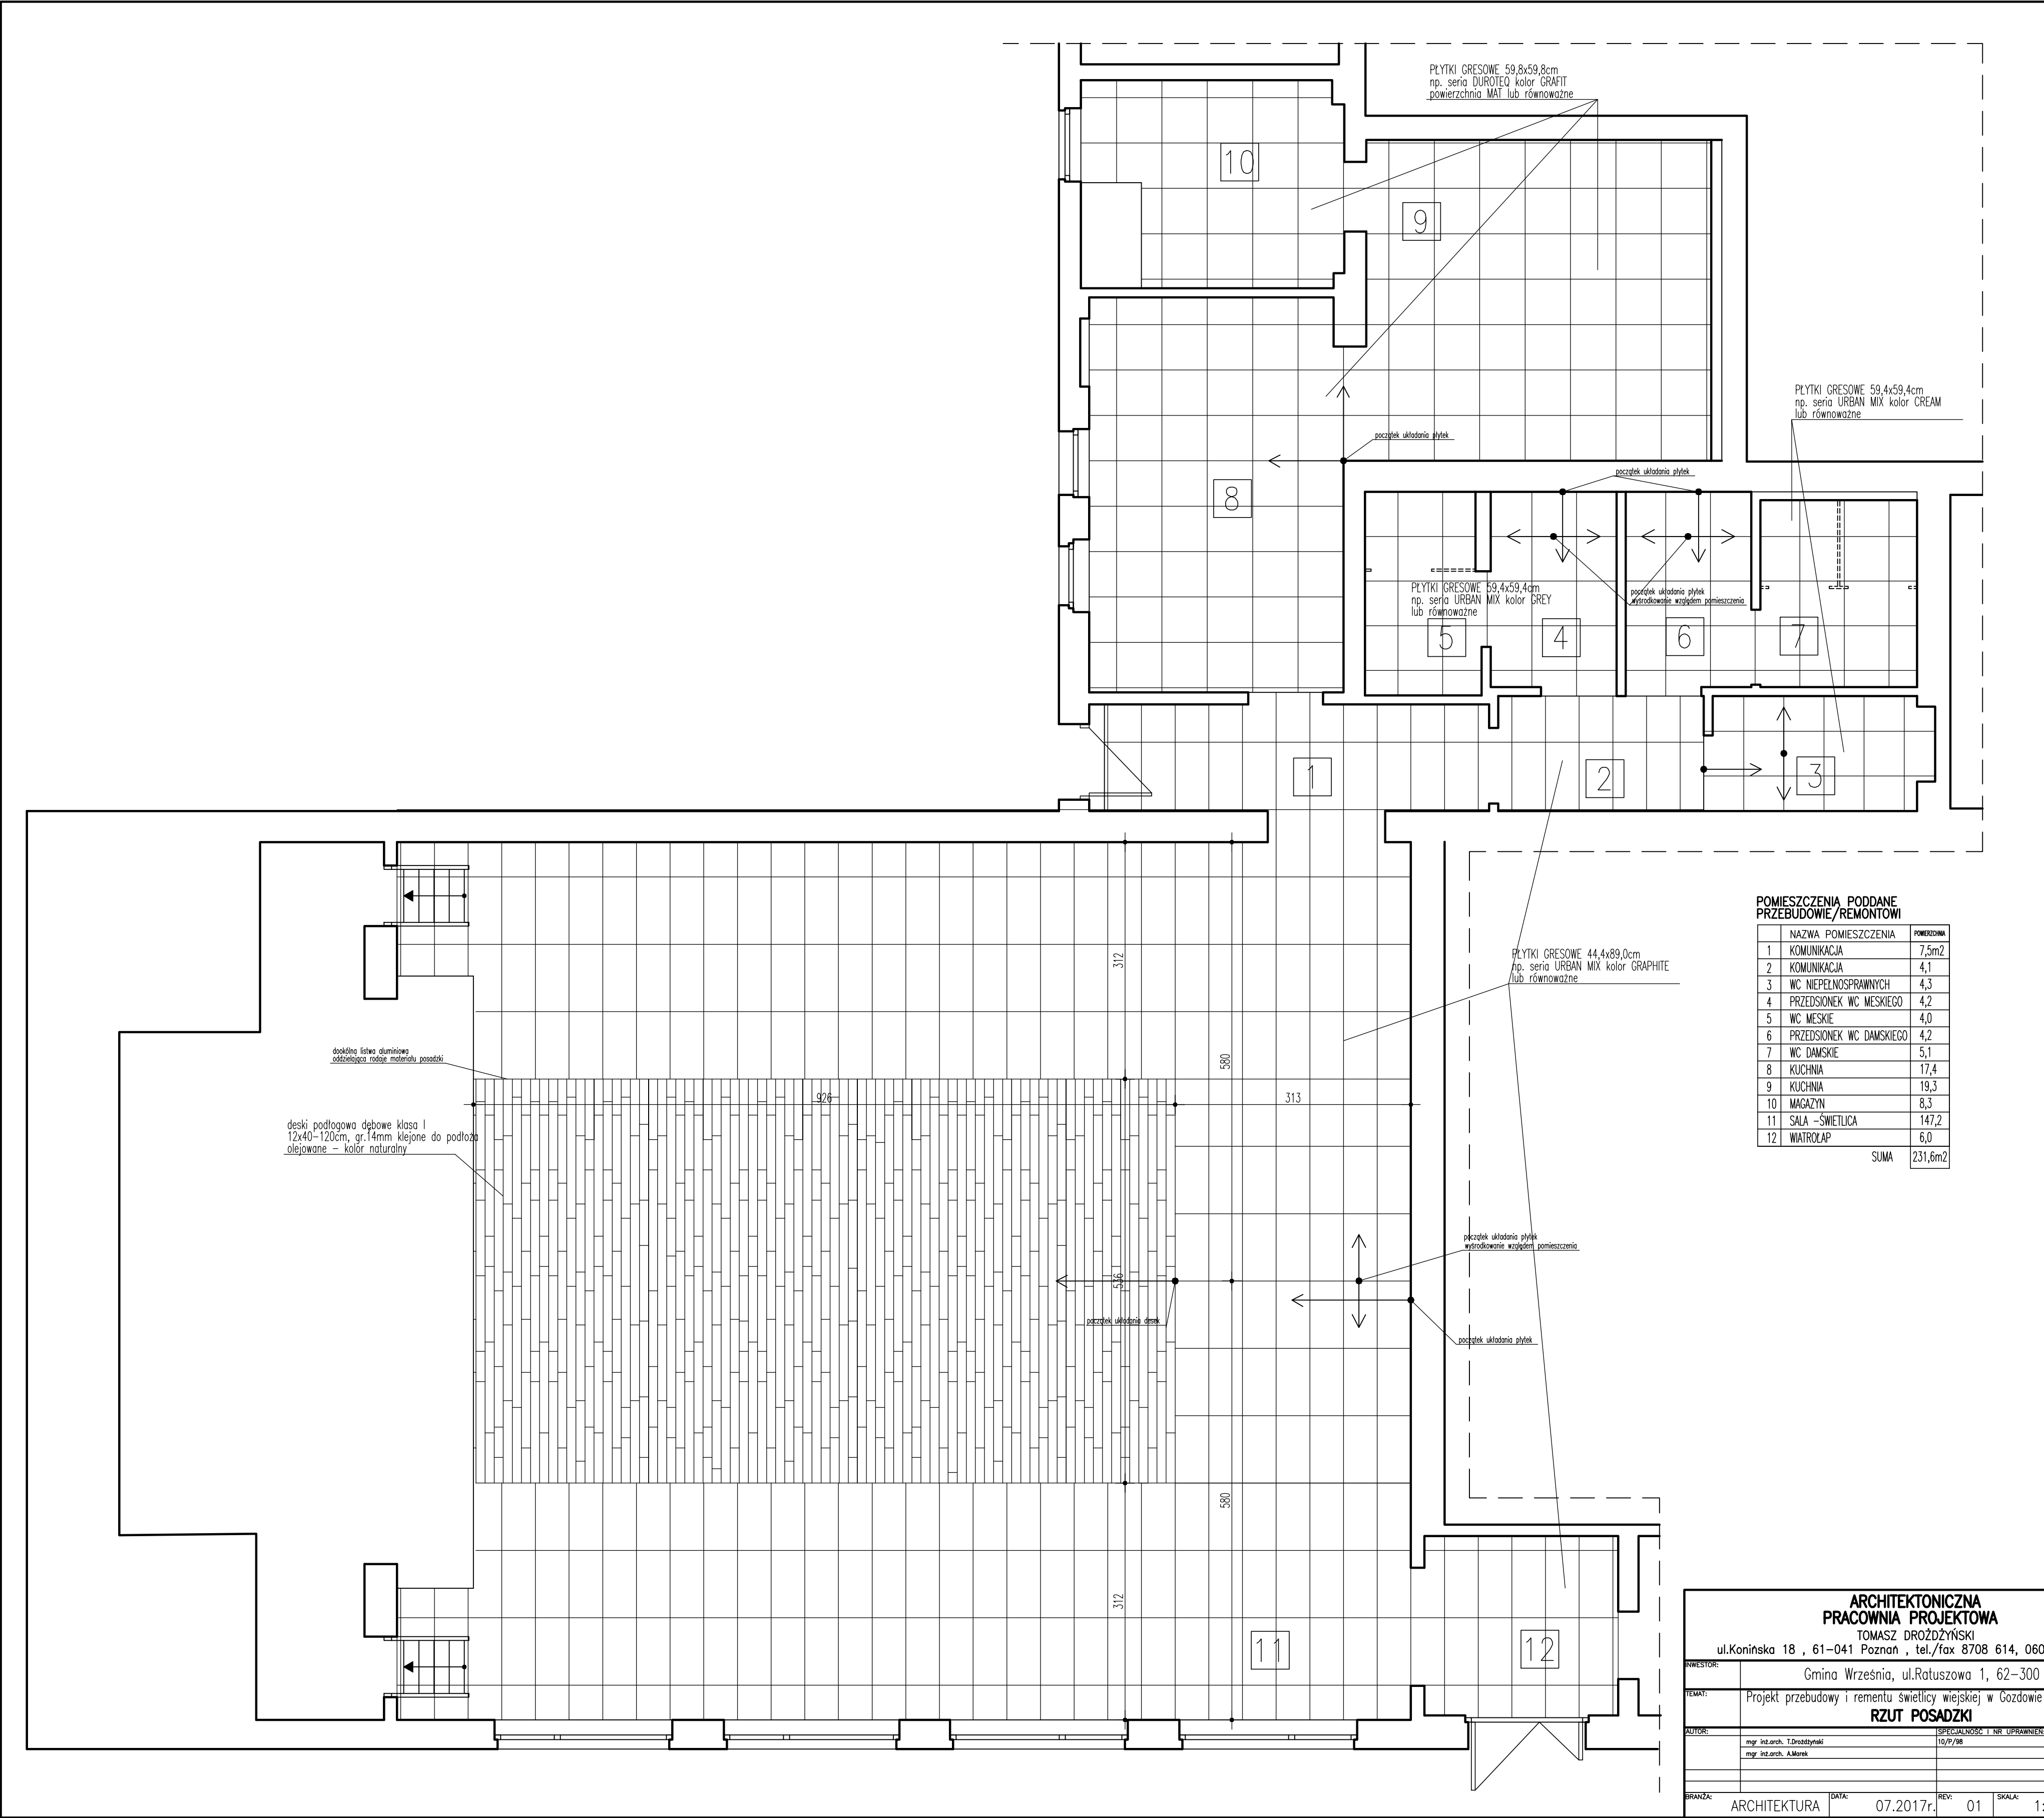 PŁYTKI GRESOWE 59,8x59,8cm
np. seria DUROTEQ kolor GRAFIT
powierzchnia MAT lub równoważne
10
9
PŁYTKI GRESOWE 59,4x59,4cm
np. seria URBAN MIX kolor CREAM
lub równoważne
początek układania płytek
początek układania płytek
8
PŁYTKI GRESOWE 59,4x59,4cm
np. seria URBAN MIX kolor GREY
lub równoważne
początek układania płytek
wyśrodkowanie względem pomieszczenia
5
4
6
7
1
2
3
POMIESZCZENIA PODDANE
PRZEBUDOWIE/REMONTOWI
NAZWA POMIESZCZENIA POWIERZCHNIA
1 KOMUNIKACJA 7,5m2
2 KOMUNIKACJA 4,1
3 WC NIEPEŁNOSPRAWNYCH 4,3
4 PRZEDSIONEK WC MESKIEGO 4,2
5 WC MESKIE 4,0
6 PRZEDSIONEK WC DAMSKIEGO 4,2
7 WC DAMSKIE 5,1
8 KUCHNIA 17,4
9 KUCHNIA 19,3
10 MAGAZYN 8,3
11 SALA -ŚWIETLICA 147,2
12 WIATROŁAP 6,0
SUMA 231,6m2
312
PŁYTKI GRESOWE 44,4x89,0cm
np. seria URBAN MIX kolor GRAPHITE
lub równoważne
dookólna listwa aluminiowa
oddzielająca rodzaje materiału posadzki
580
926
313
deski podłogowa dębowe klasa I
12x40-120cm, gr.14mm klejone do podłoża
olejowane - kolor naturalny
początek układania płytek
wyśrodkowanie względem pomieszczenia
536
początek układania desek
początek układania płytek
580
312
11
12
ARCHITEKTONICZNA
PRACOWNIA PROJEKTOWA
TOMASZ DROŻDŻYŃSKI
ul.Konińska 18 , 61-041 Poznań , tel./fax 8708 614, 060
INWESTOR:
Gmina Września, ul.Ratuszowa 1, 62-300
TEMAT:
Projekt przebudowy i rementu świetlicy wiejskiej w Gozdowie
RZUT POSADZKI
AUTOR:
SPECJALNOŚĆ I NR UPRAWNIEŃ
mgr inż.arch. T.Drożdżyński 10/P/98
mgr inż.arch. A.Marek
BRANŻA: ARCHITEKTURA DATA: 07.2017r. REV: 01 SKALA: 1: